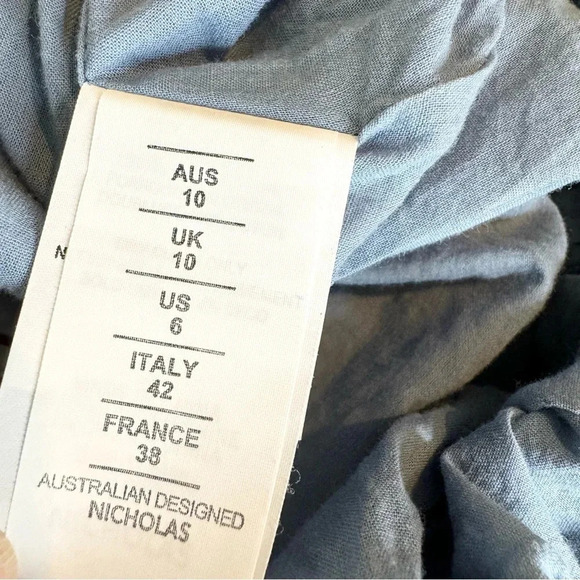 AUS
10
UK
10
US
6
ITALY
42
FRANCE
38
AUSTRALIAN DESIGNED
NICHOLAS